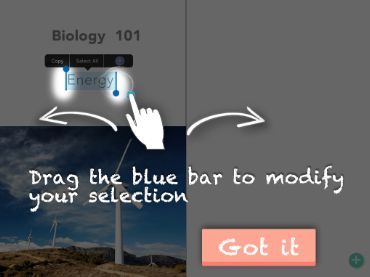 Biology 101
Copy Select All
Energy
Drag the blue bar to modify
your selection
Got it